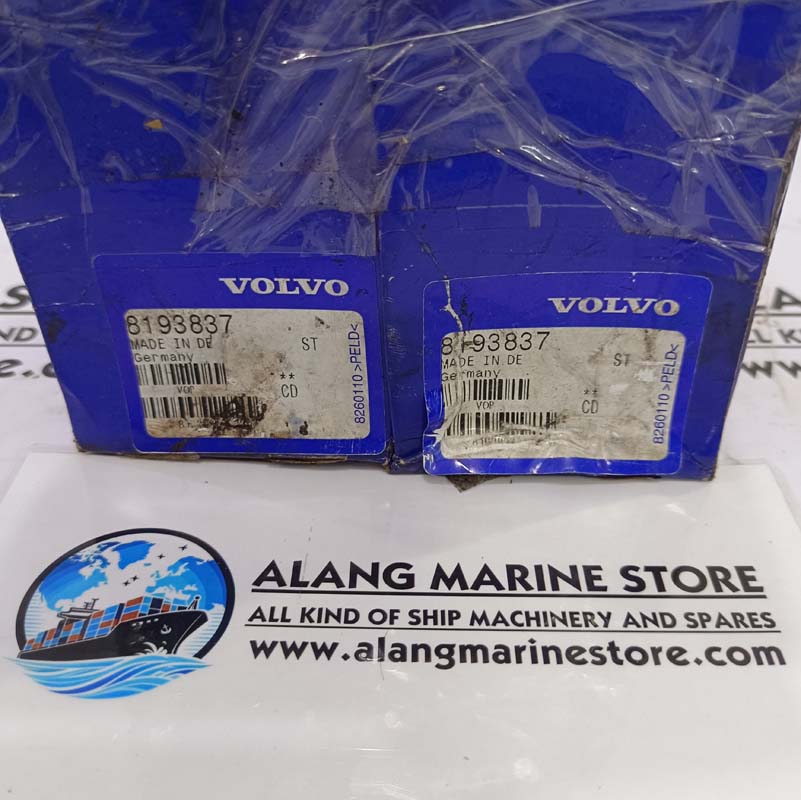 VOLVO
8193837
MADE IN DE ST
Germany
**
VOP CD
8260110 >PELD<
VOLVO
8193837
MADE IN DE ST
Germany
**
VOP CD
8260110 >PELD<
ALANG MARINE STORE
ALL KIND OF SHIP MACHINERY AND SPARES
www.alangmarinestore.com